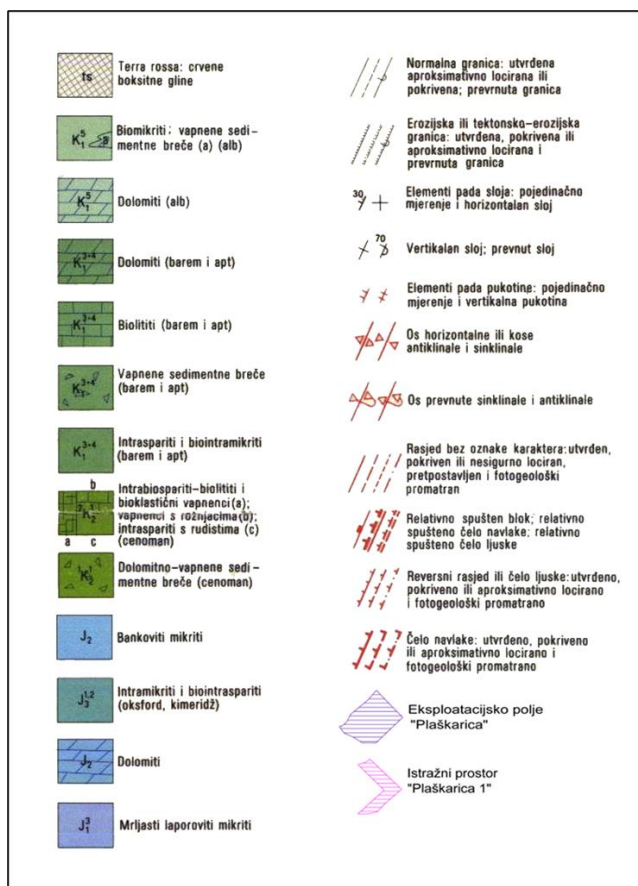 ts
Terra rossa: crvene
boksitne gline
K₁⁵
a
Biomikriti; vapnene sedi-
mentne breče (a) (alb)
K₁⁵
Dolomiti (alb)
K₁³⁺⁴
Dolomiti (barem i apt)
K₁³⁺⁴
Biolititi (barem i apt)
K₁³⁺⁴
Vapnene sedimentne breče
(barem i apt)
K₁³⁺⁴
Intraspariti i biointramikriti
(barem i apt)
b
²K₂¹
a c
Intrabiospariti-biolititi i
bioklastični vapnenci(a);
vapnenci s rožnjacima(b);
intraspariti s rudistima (c)
(cenoman)
¹K₂¹
Dolomitno-vapnene sedi-
mentne breče (cenoman)
J₂
Bankoviti mikriti
J₃¹,²
Intramikriti i biointraspariti
(oksford, kimeridž)
J₂
Dolomiti
J₁³
Mrljasti laporoviti mikriti
Normalna granica: utvrđena
aproksimativno locirana ili
pokrivena; prevrnuta granica
Erozijska ili tektonsko-erozijska
granica: utvrđena, pokrivena ili
aproksimativno locirana i
prevrnuta granica
30
Elementi pada sloja: pojedinačno
mjerenje i horizontalan sloj
70
Vertikalan sloj; prevrnut sloj
Elementi pada pukotine: pojedinačno
mjerenje i vertikalna pukotina
Os horizontalne ili kose
antiklinale i sinklinale
Os prevrnute sinklinale i antiklinale
Rasjed bez oznake karaktera: utvrđen,
pokriven ili nesigurno lociran,
pretpostavljen i fotogeološki
promatran
Relativno spušten blok; relativno
spušteno čelo navlake; relativno
spušteno čelo ljuske
Reversni rasjed ili čelo ljuske: utvrđeno,
pokriveno ili aproksimativno locirano
i fotogeološki promatrano
Čelo navlake: utvrđeno, pokriveno
ili aproksimativno locirano i
fotogeološki promatrano
Eksploatacijsko polje
"Plaškarica"
Istražni prostor
"Plaškarica 1"